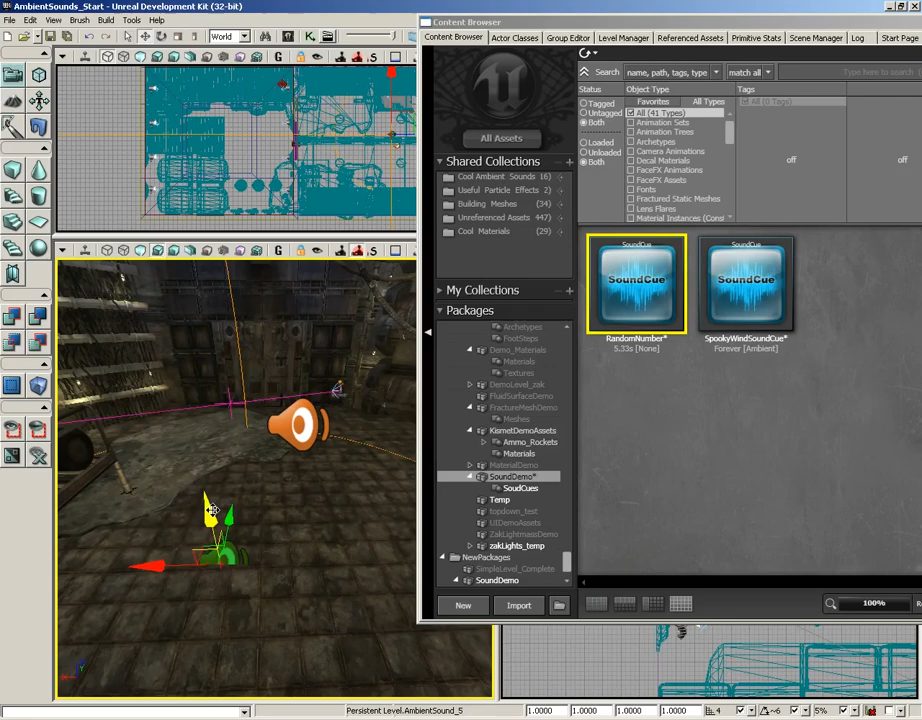 AmbientSounds_Start - Unreal Development Kit (32-bit)
File Edit View Brush Build Tools Help
World
Content Browser
Content Browser Actor Classes Group Editor Level Manager Referenced Assets Primitive Stats Scene Manager Log Start Page
All Assets
Shared Collections
Cool Ambient Sounds 16)
Useful Particle Effects 2)
Building Meshes (34)
Unreferenced Assets 447)
Cool Materials (29)
My Collections
Packages
Archetypes
FootSteps
Demo_Materials
Materials
Textures
DemoLevel_zak
FluidSurfaceDemo
FractureMeshDemo
Meshes
KismetDemoAssets
Ammo_Rockets
Materials
MaterialDemo
SoundDemo*
SoudCues
Temp
topdown_test
UIDemoAssets
ZakLightmassDemo
zakLights_temp
NewPackages
SimpleLevel_Complete
SoundDemo
New Import
Search name, path, tags, type match all Type here to search
Status Object Type Tags
Favorites All Types
Tagged
Untagged
Both
Loaded
Unloaded
Both
All (41 Types)
Animation Sets
Animation Trees
Archetypes
Camera Animations
Decal Materials
FaceFX Animations
FaceFX Assets
Fonts
Fractured Static Meshes
Lens Flares
Material Instances (Const
All (0 Tags)
off off
SoundCue SoundCue
SoundCue SoundCue
RandomNumber* SpookyWindSoundCue*
5.33s [None] Forever [Ambient]
100%
Persistent Level.AmbientSound_5 1.0000 1.0000 1.0000 1.0000 4 ~6 5%